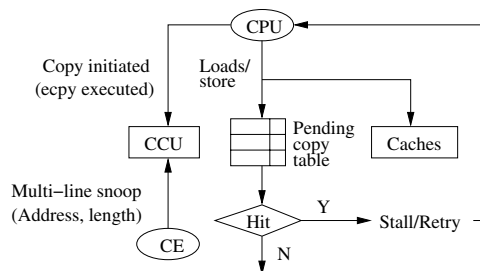 CPU
Copy initiated
(ecpy executed)
Loads/
store
CCU
Pending
copy
table
Caches
Multi−line snoop
(Address, length)
CE
Hit
Y
Stall/Retry
N